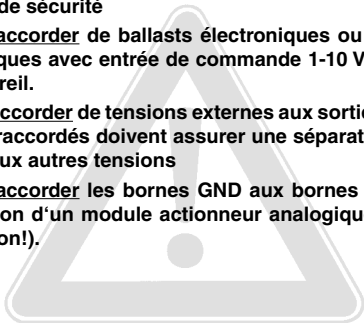 de sécurité
accorder de ballasts électroniques ou
iques avec entrée de commande 1-10 V
reil.
ccorder de tensions externes aux sortie
raccordés doivent assurer une séparat
ux autres tensions
accorder les bornes GND aux bornes
on d‘un module actionneur analogiqu
on!).